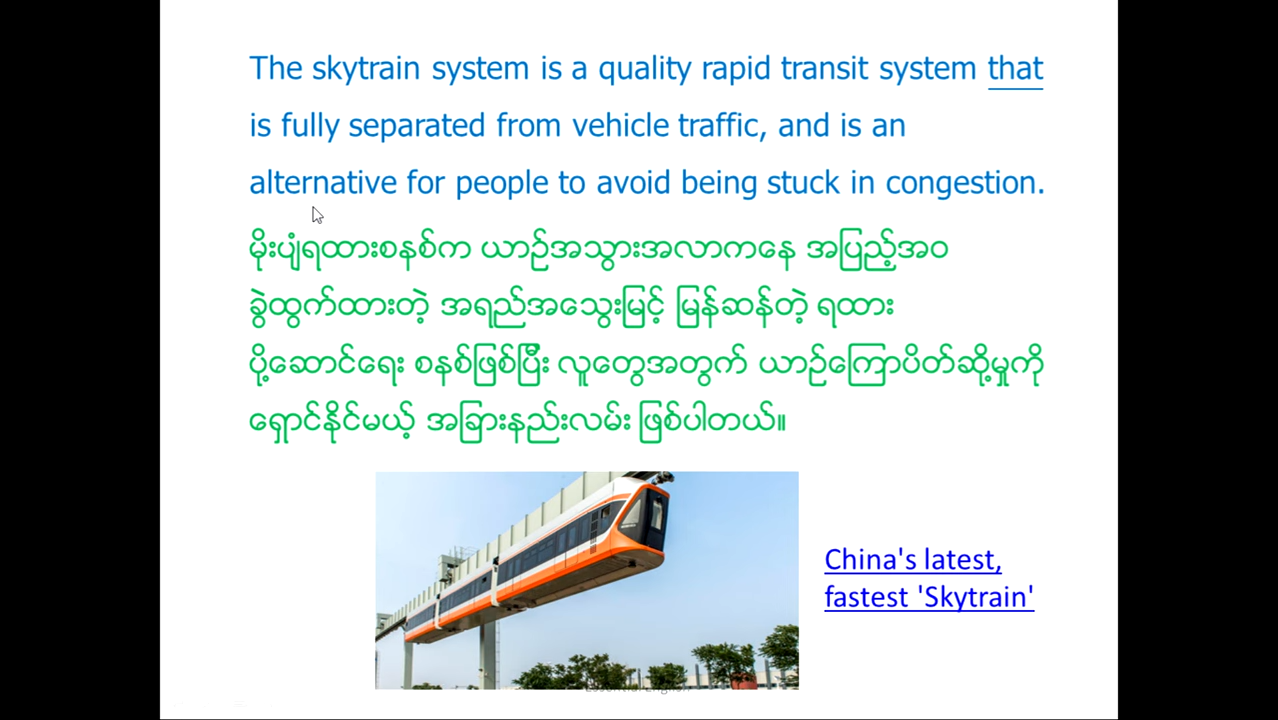 The skytrain system is a quality rapid transit system that
is fully separated from vehicle traffic, and is an
alternative for people to avoid being stuck in congestion.
မိုးပျံရထားစနစ်က ယာဉ်အသွားအလာကနေ အပြည့်အဝ
ခွဲထွက်ထားတဲ့ အရည်အသွေးမြင့် မြန်ဆန်တဲ့ ရထား
ပို့ဆောင်ရေး စနစ်ဖြစ်ပြီး လူတွေအတွက် ယာဉ်ကြောပိတ်ဆို့မှုကို
ရှောင်နိုင်မယ့် အခြားနည်းလမ်း ဖြစ်ပါတယ်။
China's latest,
fastest 'Skytrain'